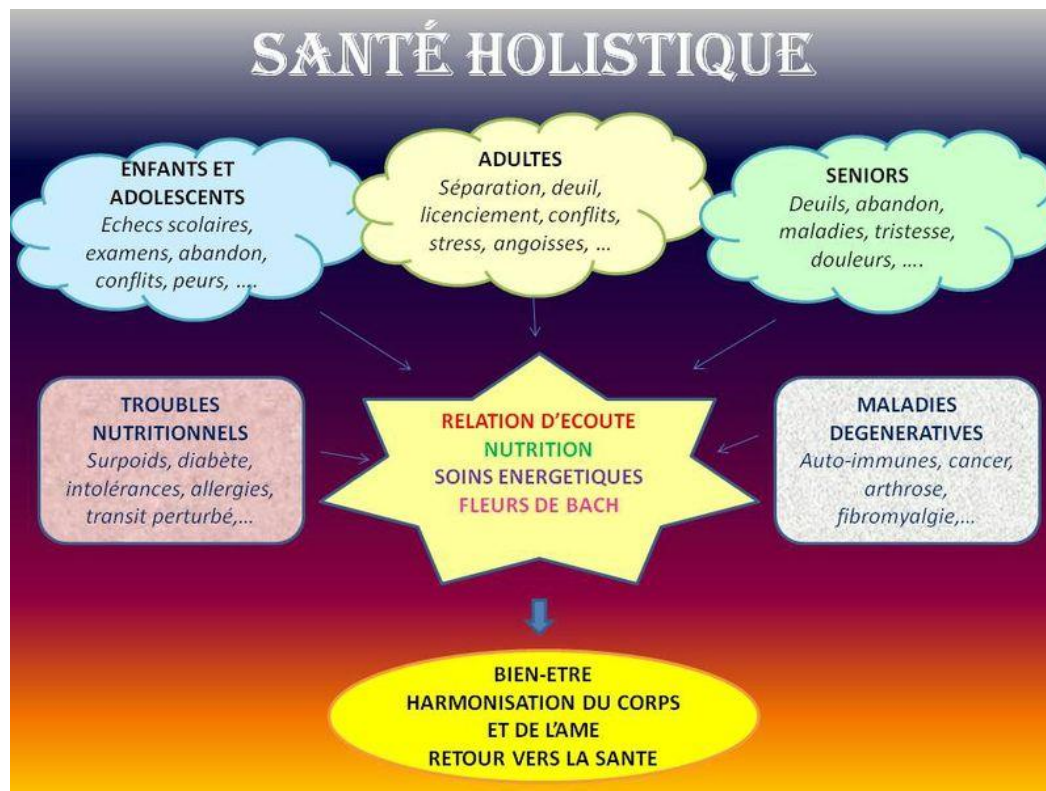 SANTÉ HOLISTIQUE
ENFANTS ET
ADOLESCENTS
Echecs scolaires,
examens, abandon,
conflits, peurs, ….
ADULTES
Séparation, deuil,
licenciement, conflits,
stress, angoisses, …
SENIORS
Deuils, abandon,
maladies, tristesse,
douleurs, ….
TROUBLES
NUTRITIONNELS
Surpoids, diabète,
intolérances, allergies,
transit perturbé,…
RELATION D’ECOUTE
NUTRITION
SOINS ENERGETIQUES
FLEURS DE BACH
MALADIES
DEGENERATIVES
Auto-immunes, cancer,
arthrose,
fibromyalgie,…
BIEN-ETRE
HARMONISATION DU CORPS
ET DE L’AME
RETOUR VERS LA SANTE